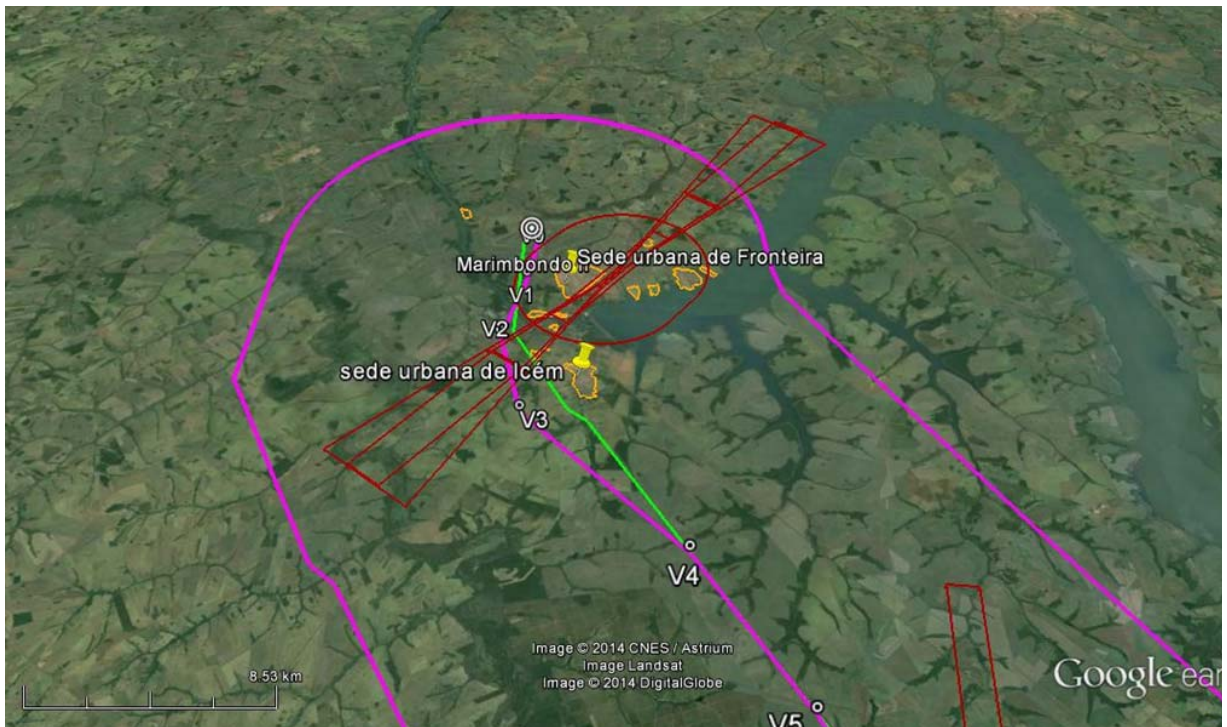 Sede urbana de Fronteira
Marimbondo
V1
V2
sede urbana de Icém
V3
V4
Image © 2014 CNES / Astrium
Image Landsat
Image © 2014 DigitalGlobe
8.53 km
Google ear
V5